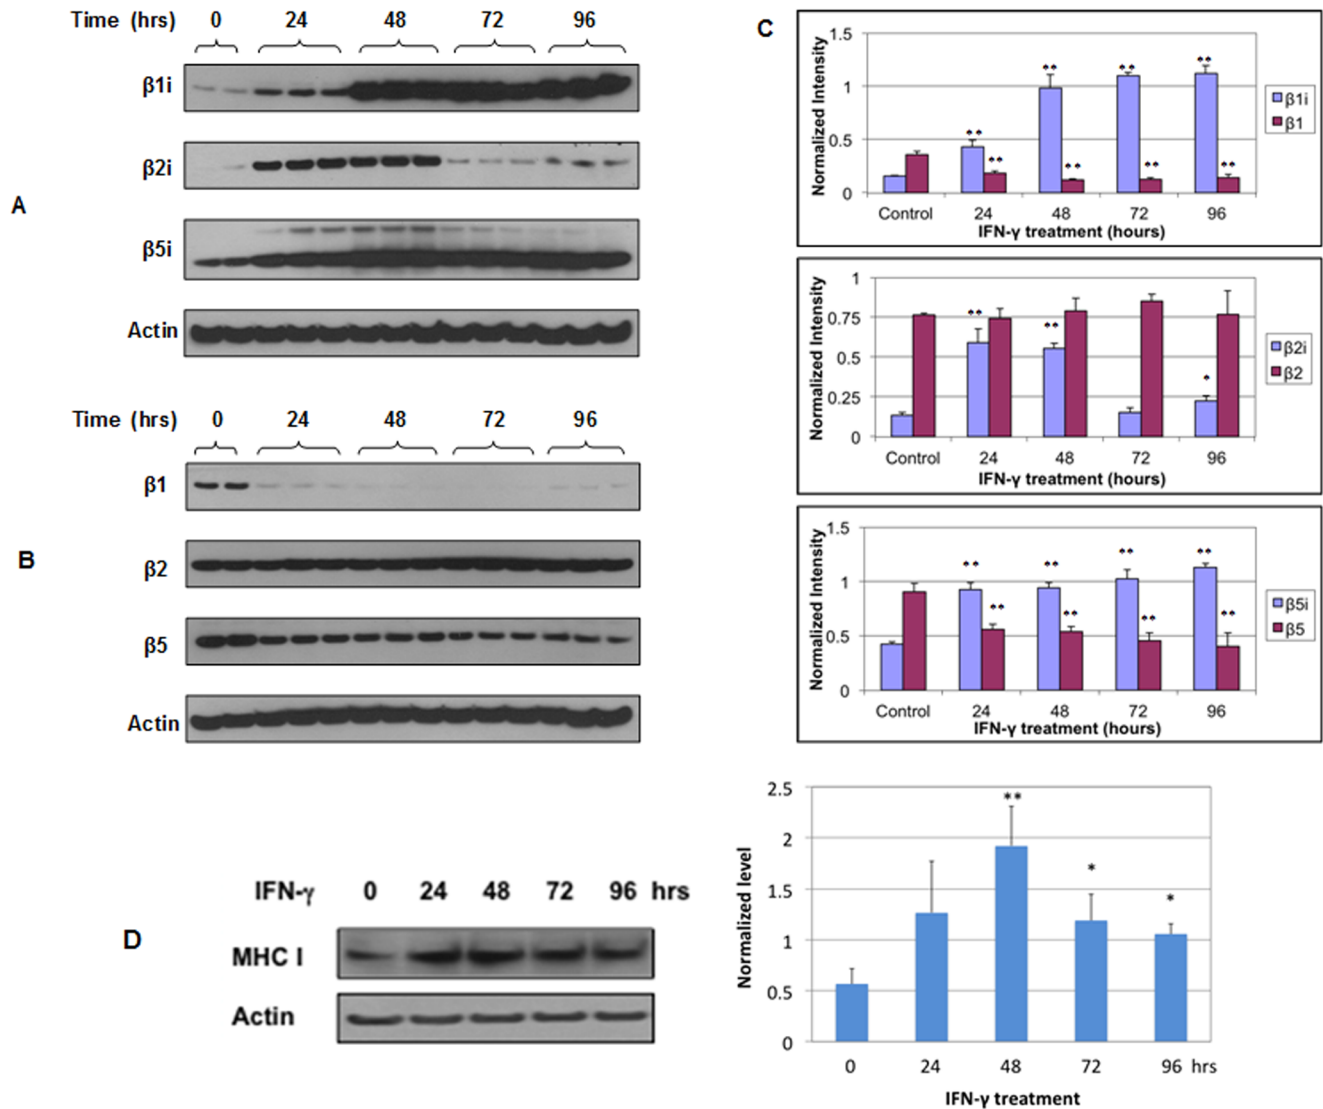 A
Time (hrs) 0 24 48 72 96
β1i
β2i
β5i
Actin
B
Time (hrs) 0 24 48 72 96
β1
β2
β5
Actin
C
Normalized Intensity
1.5
1
0.5
0
** ** ** ** ** ** ** **
Control 24 48 72 96
IFN-γ treatment (hours)
β1i
β1
Normalized Intensity
1
0.75
0.5
0.25
0
** ** *
Control 24 48 72 96
IFN-γ treatment (hours)
β2i
β2
Normalized Intensity
1.5
1
0.5
0
** ** ** ** ** ** ** **
Control 24 48 72 96
IFN-γ treatment (hours)
β5i
β5
D
IFN-γ 0 24 48 72 96 hrs
MHC I
Actin
Normalized level
2.5
2
1.5
1
0.5
0
** * *
0 24 48 72 96 hrs
IFN-γ treatment